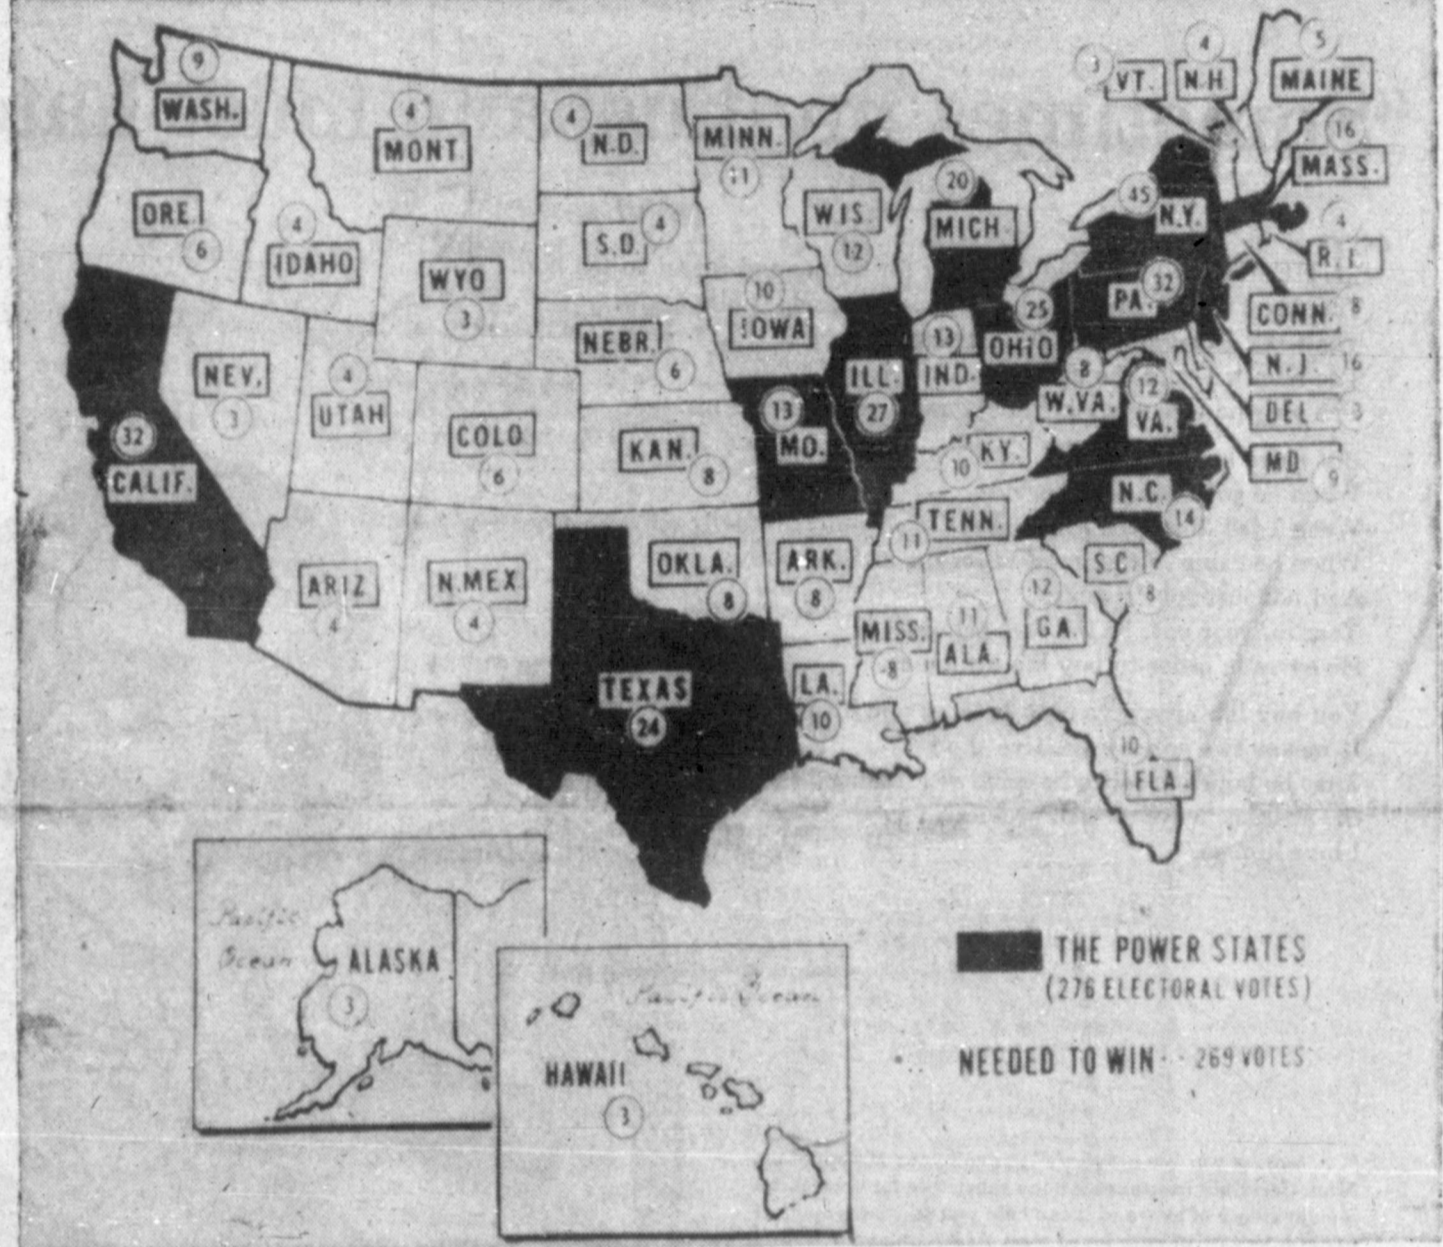 9
WASH.
4
MONT
4
N.D.
MINN.
11
3
VT.
4
N.H
5
MAINE
16
MASS.
ORE.
6
4
IDAHO
WYO
3
S.D.
4
WIS.
12
20
MICH.
45
N.Y.
4
R.I.
NEV.
3
4
UTAH
COLO
6
NEBR.
6
10
IOWA
ILL.
27
13
IND.
25
OHIO
PA.
32
CONN.
8
N.J.
16
DEL
3
MD
9
32
CALIF.
KAN.
8
13
MO.
10
KY.
8
W.VA.
12
VA.
N.C.
14
ARIZ
4
N.MEX
4
OKLA.
8
ARK.
8
11
TENN.
S.C.
8
TEXAS
24
LA.
10
MISS.
8
11
ALA.
12
GA.
10
FLA.
Pacific
Ocean
ALASKA
3
Pacific Ocean
HAWAII
3
THE POWER STATES
(276 ELECTORAL VOTES)
NEEDED TO WIN -- 269 VOTES